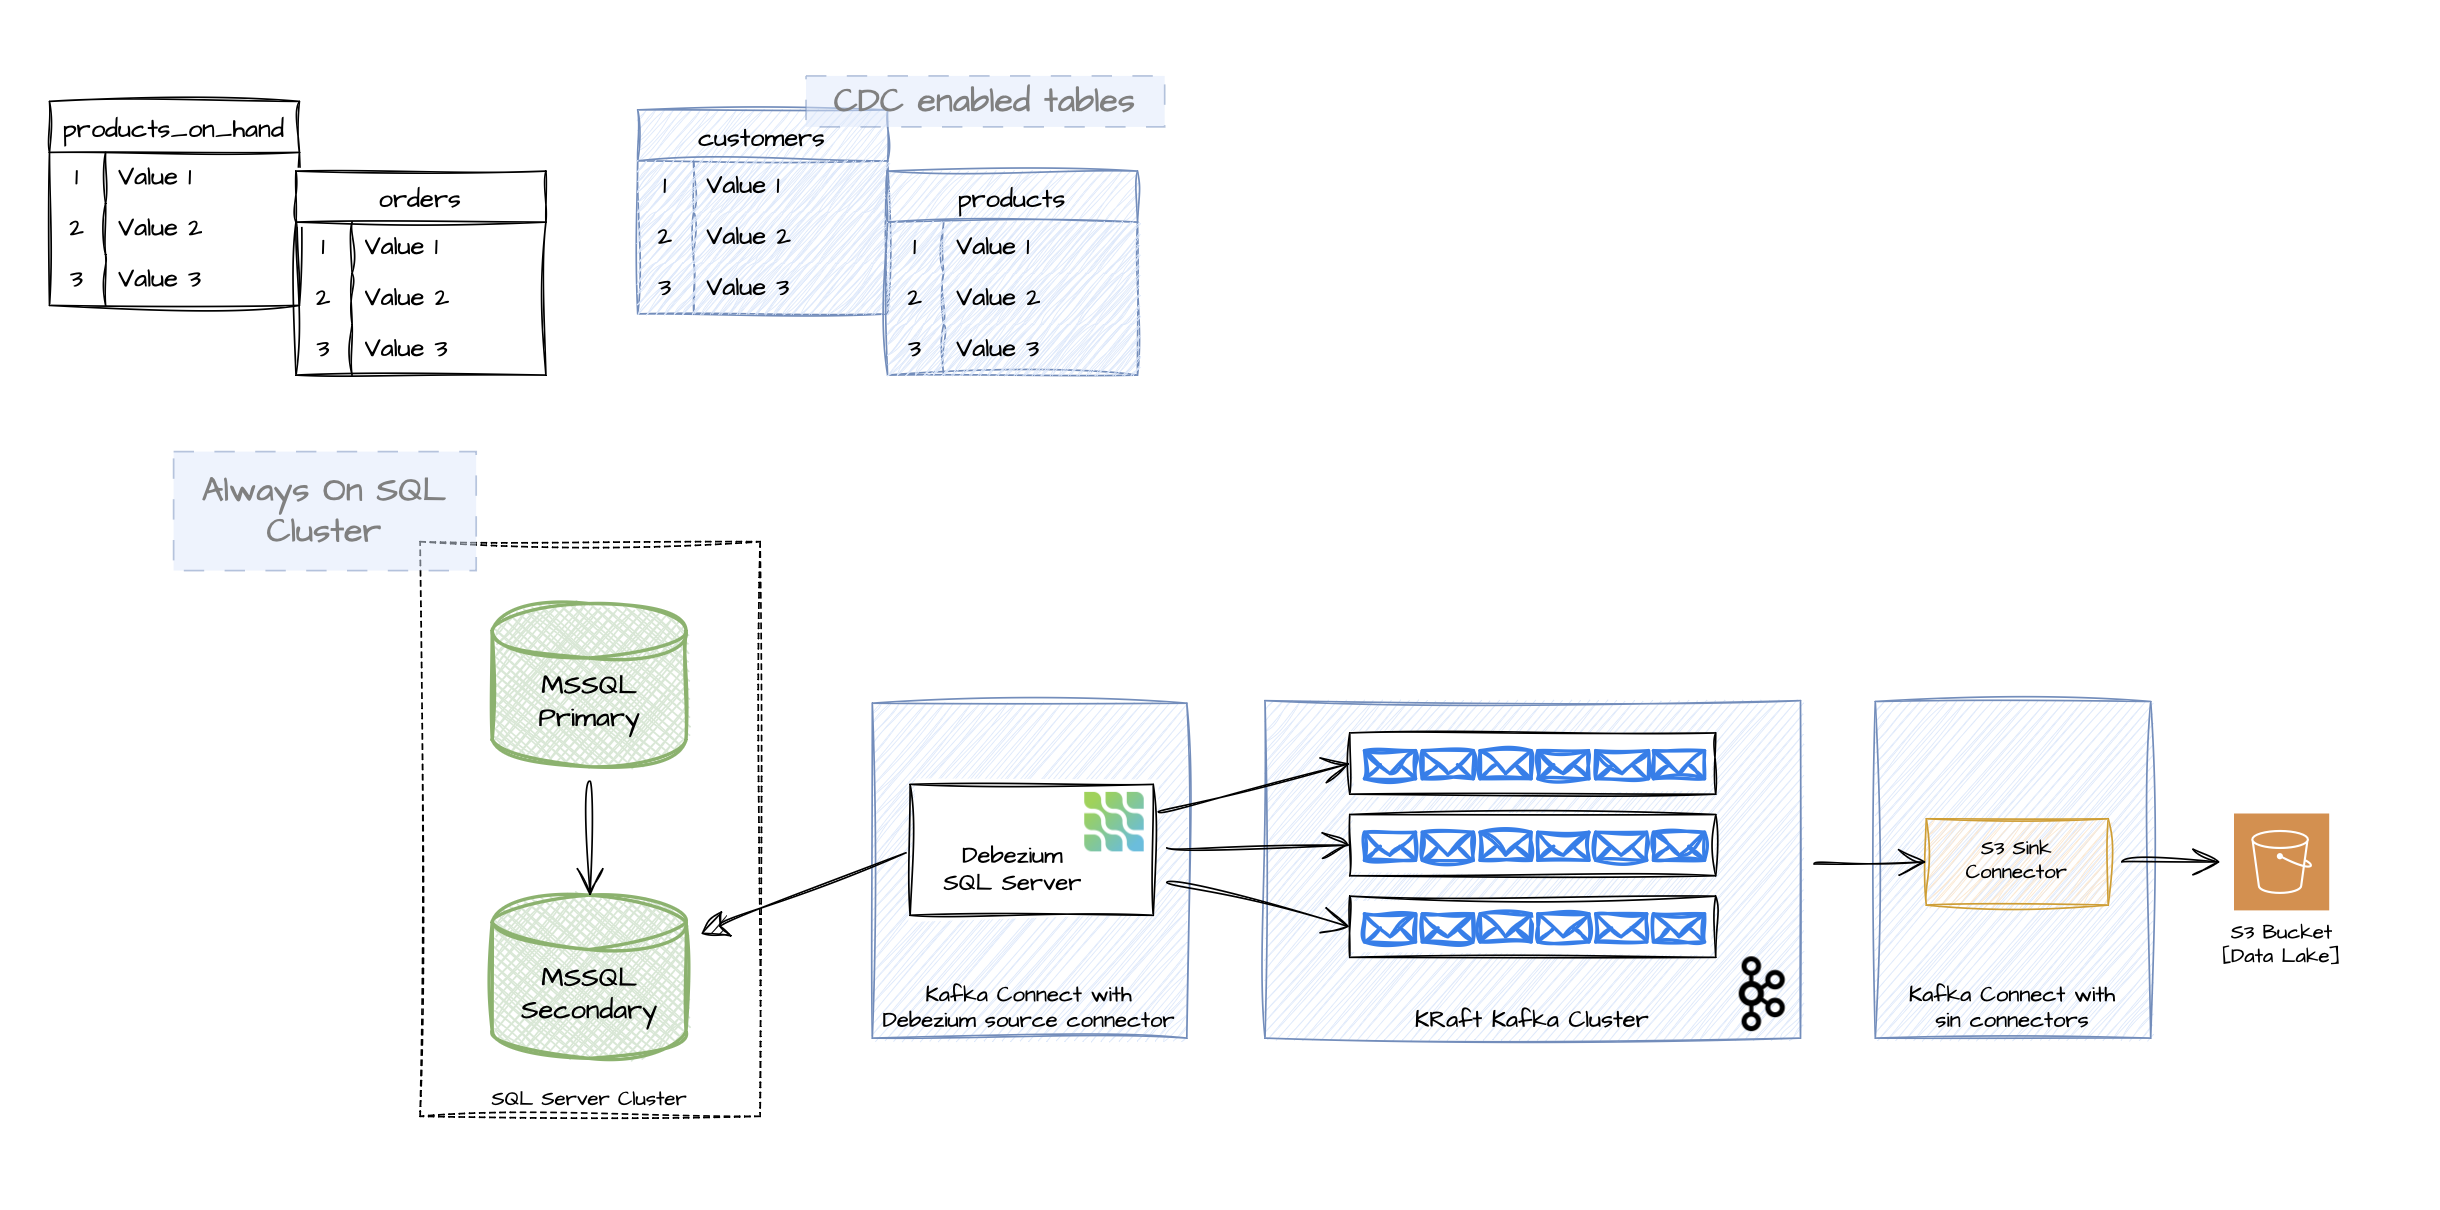 CDC enabled tables
products_on_hand
1 Value 1
2 Value 2
3 Value 3
orders
1 Value 1
2 Value 2
3 Value 3
customers
1 Value 1
2 Value 2
3 Value 3
products
1 Value 1
2 Value 2
3 Value 3
Always On SQL
Cluster
MSSQL
Primary
MSSQL
Secondary
SQL Server Cluster
Debezium
SQL Server
Kafka Connect with
Debezium source connector
KRaft Kafka Cluster
S3 Sink
Connector
Kafka Connect with
sin connectors
S3 Bucket
[Data Lake]